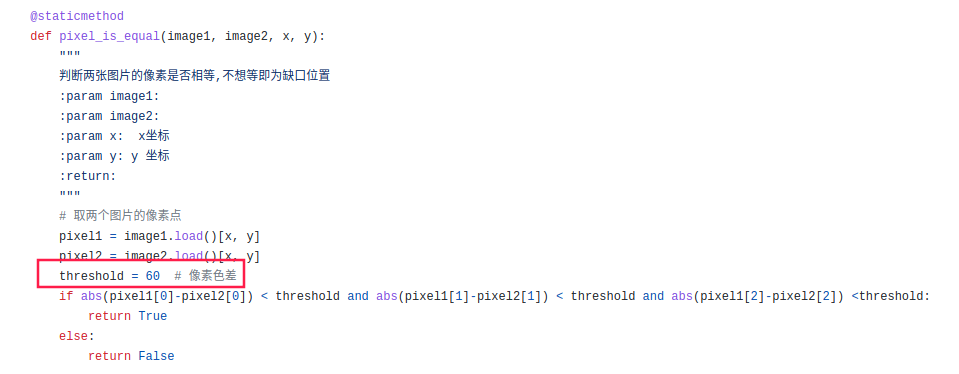 @staticmethod
def pixel_is_equal(image1, image2, x, y):
"""
判断两张图片的像素是否相等,不想等即为缺口位置
:param image1:
:param image2:
:param x:  x坐标
:param y: y 坐标
:return:
"""
# 取两个图片的像素点
pixel1 = image1.load()[x, y]
pixel2 = image2.load()[x, y]
threshold = 60  # 像素色差
if abs(pixel1[0]-pixel2[0]) < threshold and abs(pixel1[1]-pixel2[1]) < threshold and abs(pixel1[2]-pixel2[2]) <threshold:
return True
else:
return False